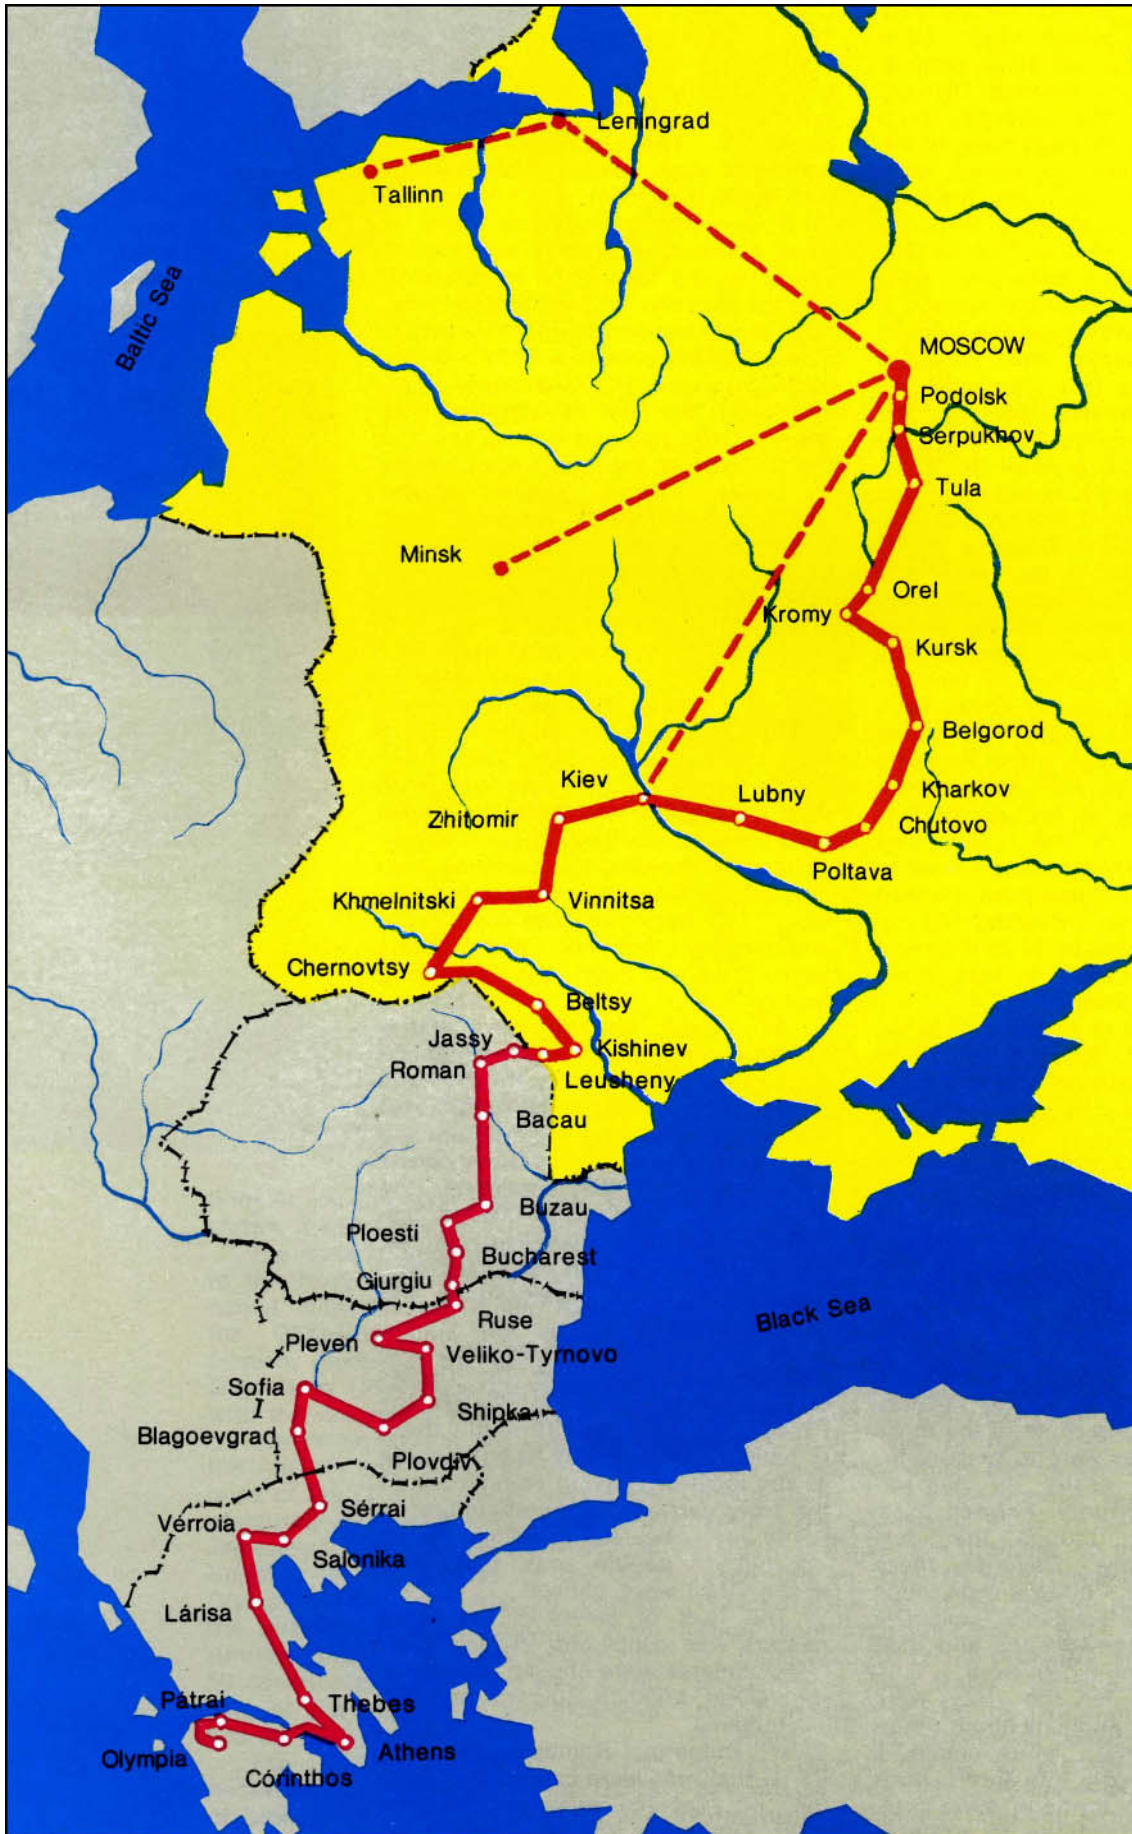 Leningrad
Tallinn
Baltic Sea
MOSCOW
Podolsk
Serpukhov
Tula
Minsk
Orel
Kromy
Kursk
Belgorod
Kiev
Lubny
Kharkov
Zhitomir
Chutovo
Poltava
Khmelnitski
Vinnitsa
Chernovtsy
Beltsy
Jassy
Kishinev
Roman
Leusheny
Bacau
Buzau
Ploesti
Bucharest
Giurgiu
Black Sea
Ruse
Pleven
Veliko-Tyrnovo
Sofia
Shipka
Blagoevgrad
Plovdiv
Sérrai
Verroia
Salonika
Lárisa
Pátrai
Thebes
Olympia
Athens
Córinthos